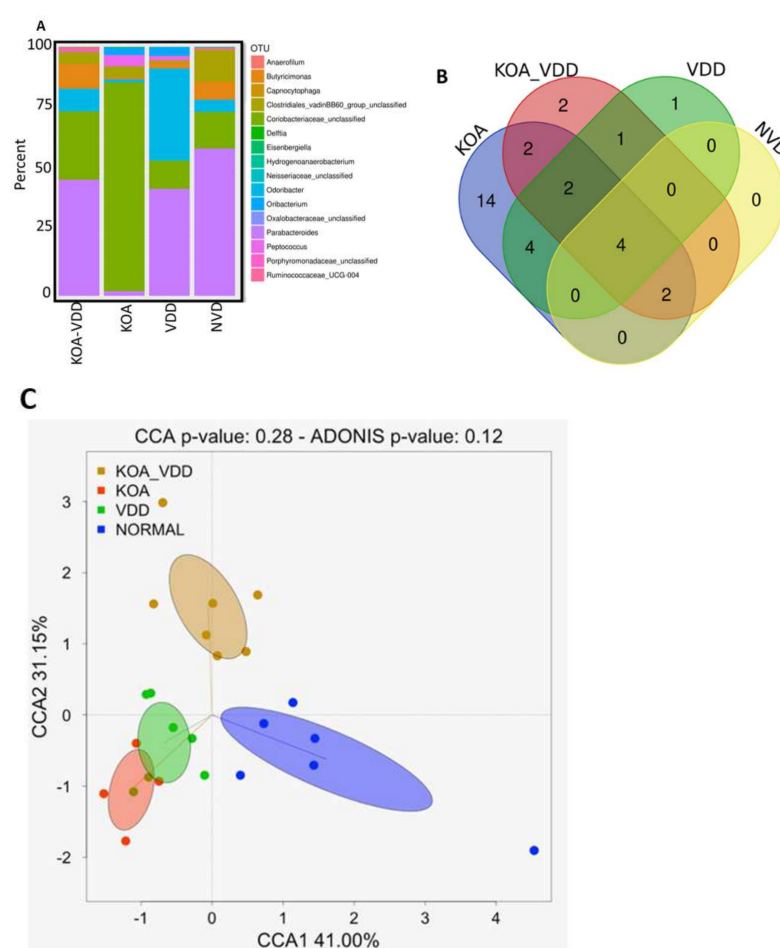 A
100
75
50
25
0
Percent
KOA-VDD
KOA
VDD
NVD
OTU
Anaerofilum
Butyricimonas
Capnocytophaga
Clostridiales_vadinBB60_group_unclassified
Coriobacteriaceae_unclassified
Delftia
Eisenbergiella
Hydrogenoanaerobacterium
Neisseriaceae_unclassified
Odoribacter
Oribacterium
Oxalobacteraceae_unclassified
Parabacteroides
Peptococcus
Porphyromonadaceae_unclassified
Ruminococcaceae_UCG-004
B
KOA_VDD
VDD
KOA
NVD
2
1
2
1
0
14
2
0
0
4
4
0
0
2
0
C
CCA p-value: 0.28 - ADONIS p-value: 0.12
KOA_VDD
KOA
VDD
NORMAL
3
2
1
0
-1
-2
CCA2 31.15%
-1
0
1
2
3
4
CCA1 41.00%